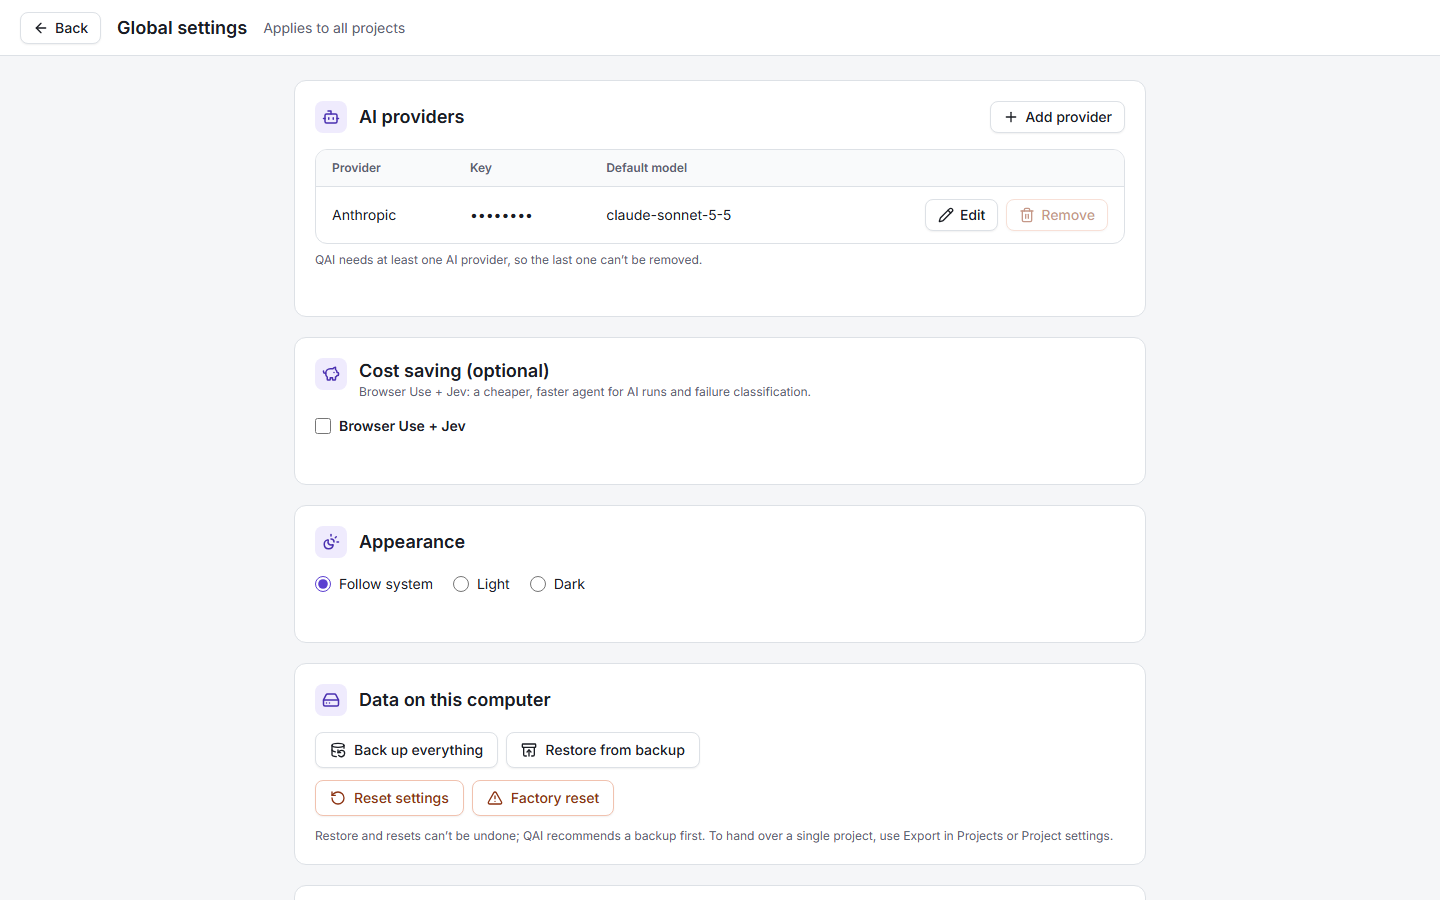 Back Global settings Applies to all projects
AI providers
Add provider
Provider Key Default model
Anthropic •••••••• claude-sonnet-5-5 Edit Remove
QAI needs at least one AI provider, so the last one can’t be removed.
Cost saving (optional)
Browser Use + Jev: a cheaper, faster agent for AI runs and failure classification.
Browser Use + Jev
Appearance
Follow system Light Dark
Data on this computer
Back up everything Restore from backup
Reset settings Factory reset
Restore and resets can’t be undone; QAI recommends a backup first. To hand over a single project, use Export in Projects or Project settings.